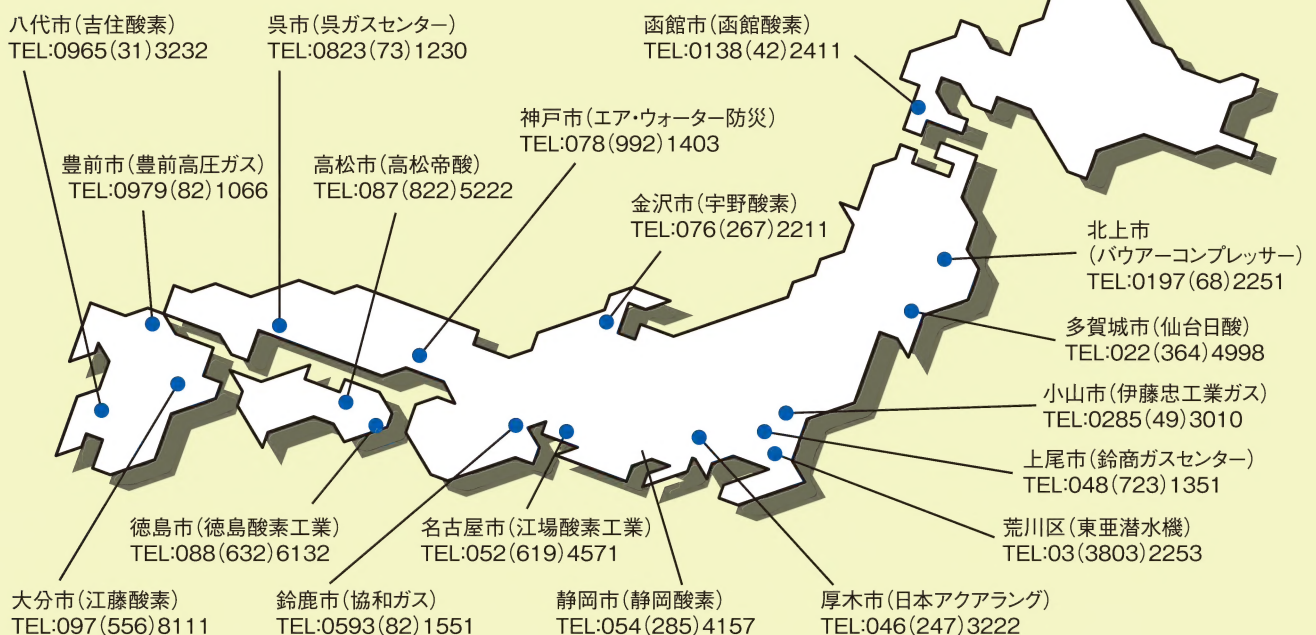 八代市（吉住酸素）
TEL:0965(31)3232
呉市（呉ガスセンター）
TEL:0823(73)1230
函館市（函館酸素）
TEL:0138(42)2411
神戸市（エア・ウォーター防災）
TEL:078(992)1403
豊前市（豊前高圧ガス）
TEL:0979(82)1066
高松市（高松帝酸）
TEL:087(822)5222
金沢市（宇野酸素）
TEL:076(267)2211
北上市
（バウアーコンプレッサー）
TEL:0197(68)2251
多賀城市（仙台日酸）
TEL:022(364)4998
小山市（伊藤忠工業ガス）
TEL:0285(49)3010
上尾市（鈴商ガスセンター）
TEL:048(723)1351
荒川区（東亜潜水機）
TEL:03(3803)2253
徳島市（徳島酸素工業）
TEL:088(632)6132
名古屋市（江場酸素工業）
TEL:052(619)4571
大分市（江藤酸素）
TEL:097(556)8111
鈴鹿市（協和ガス）
TEL:0593(82)1551
静岡市（静岡酸素）
TEL:054(285)4157
厚木市（日本アクアラング）
TEL:046(247)3222